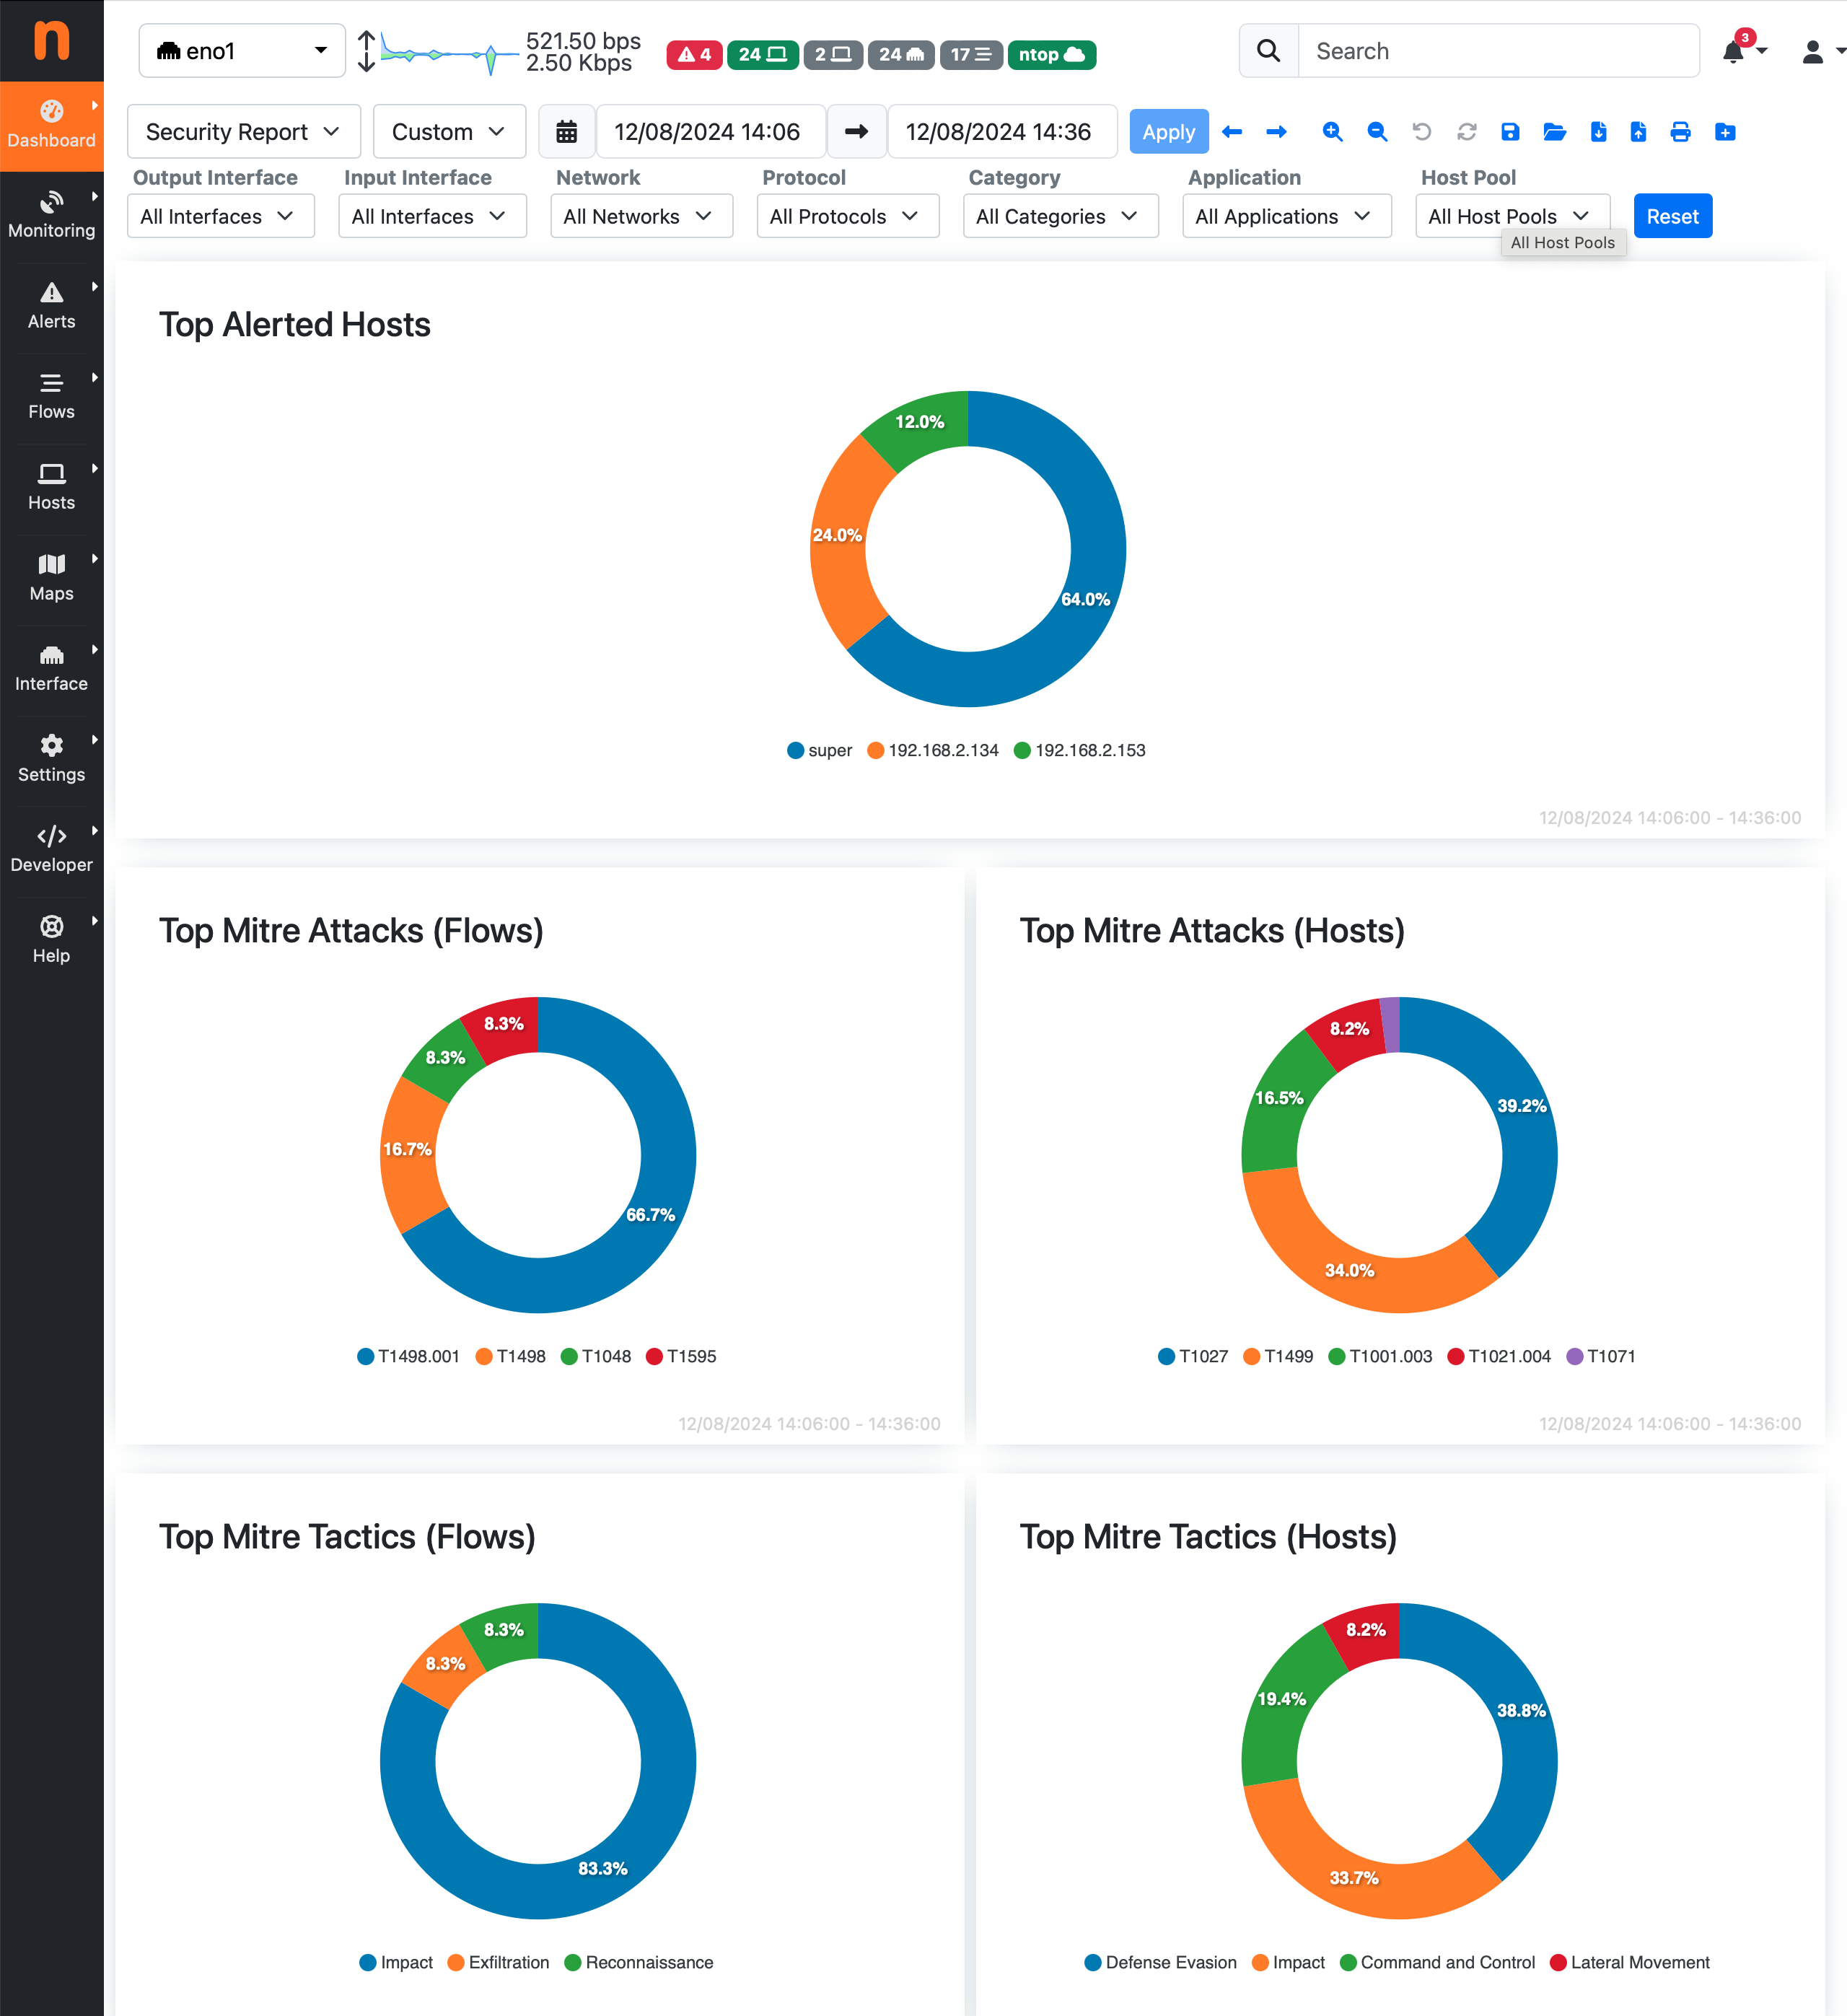 n
eno1
521.50 bps
2.50 Kbps
4
24
2
24
17
ntop
Search
3
Dashboard
Monitoring
Alerts
Flows
Hosts
Maps
Interface
Settings
Developer
Help
Security Report
Custom
12/08/2024 14:06
12/08/2024 14:36
Apply
Output Interface
Input Interface
Network
Protocol
Category
Application
Host Pool
All Interfaces
All Interfaces
All Networks
All Protocols
All Categories
All Applications
All Host Pools
Reset
All Host Pools
Top Alerted Hosts
12.0%
24.0%
64.0%
super
192.168.2.134
192.168.2.153
12/08/2024 14:06:00 - 14:36:00
Top Mitre Attacks (Flows)
8.3%
8.3%
16.7%
66.7%
T1498.001
T1498
T1048
T1595
12/08/2024 14:06:00 - 14:36:00
Top Mitre Attacks (Hosts)
8.2%
16.5%
39.2%
34.0%
T1027
T1499
T1001.003
T1021.004
T1071
12/08/2024 14:06:00 - 14:36:00
Top Mitre Tactics (Flows)
8.3%
8.3%
83.3%
Impact
Exfiltration
Reconnaissance
Top Mitre Tactics (Hosts)
8.2%
19.4%
38.8%
33.7%
Defense Evasion
Impact
Command and Control
Lateral Movement